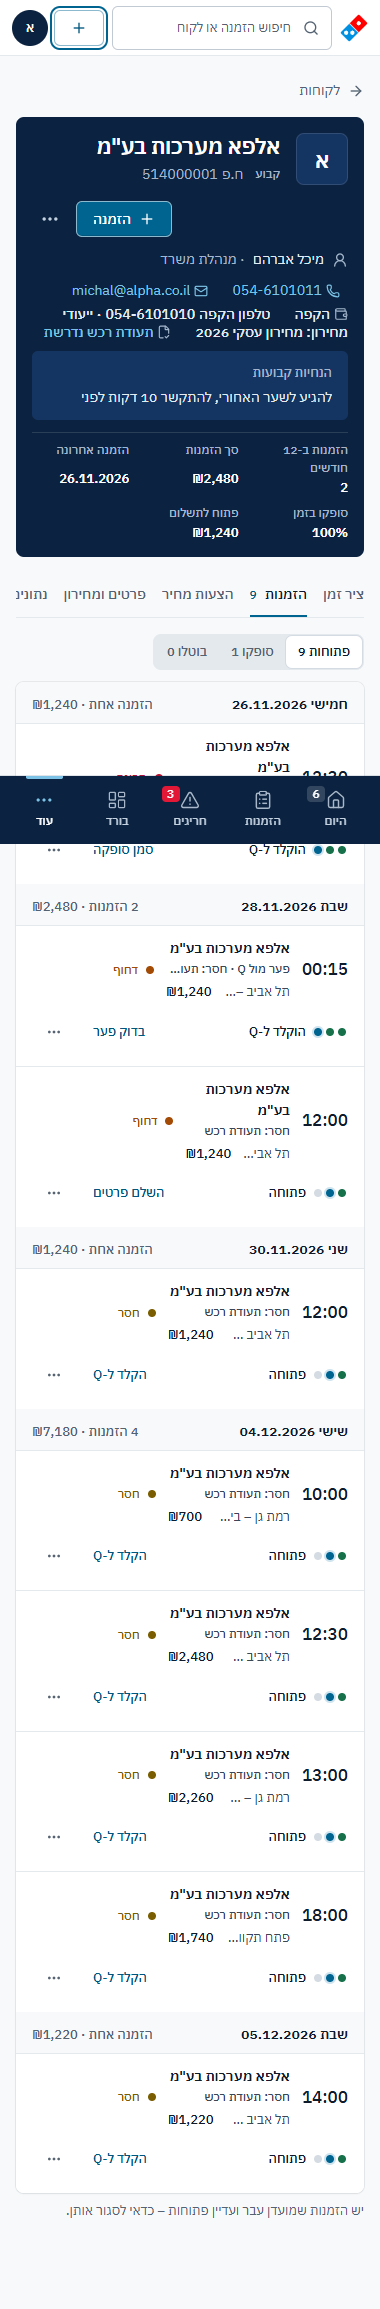 חיפוש הזמנה או לקוח
א
לקוחות
א
אלפא מערכות בע"מ
קבוע
ח.פ 514000001
הזמנה
מיכל אברהם · מנהלת משרד
054-6101011
michal@alpha.co.il
הקפה
טלפון הקפה 054-6101010 · ייעודי
מחירון: מחירון עסקי 2026
תעודת רכש נדרשת
הנחיות קבועות
להגיע לשער האחורי, להתקשר 10 דקות לפני
הזמנות ב-12 חודשים
2
סך הזמנות
₪2,480
הזמנה אחרונה
26.11.2026
סופקו בזמן
100%
פתוח לתשלום
₪1,240
ציר זמן
הזמנות 9
הצעות מחיר
פרטים ומחירון
נתונים
פתוחות 9
סופקו 1
בוטלו 0
חמישי 26.11.2026
הזמנה אחת · ₪1,240
אלפא מערכות בע"מ
היום
6
הזמנות
חריגים
3
בורד
עוד
הוקלד ל-Q
סמן סופקה
שבת 28.11.2026
2 הזמנות · ₪2,480
00:15
אלפא מערכות בע"מ
פער מול Q · חסר: תעו...
תל אביב –...
₪1,240
דחוף
הוקלד ל-Q
בדוק פער
12:00
אלפא מערכות בע"מ
חסר: תעודת רכש
תל אבי...
₪1,240
דחוף
פתוחה
השלם פרטים
שני 30.11.2026
הזמנה אחת · ₪1,240
12:00
אלפא מערכות בע"מ
חסר: תעודת רכש
תל אביב ...
₪1,240
חסר
פתוחה
הקלד ל-Q
שישי 04.12.2026
4 הזמנות · ₪7,180
10:00
אלפא מערכות בע"מ
חסר: תעודת רכש
רמת גן – בי...
₪700
חסר
פתוחה
הקלד ל-Q
12:30
אלפא מערכות בע"מ
חסר: תעודת רכש
תל אביב ...
₪2,480
חסר
פתוחה
הקלד ל-Q
13:00
אלפא מערכות בע"מ
חסר: תעודת רכש
רמת גן – ...
₪2,260
חסר
פתוחה
הקלד ל-Q
18:00
אלפא מערכות בע"מ
חסר: תעודת רכש
פתח תקוו...
₪1,740
חסר
פתוחה
הקלד ל-Q
שבת 05.12.2026
הזמנה אחת · ₪1,220
14:00
אלפא מערכות בע"מ
חסר: תעודת רכש
תל אביב ...
₪1,220
חסר
פתוחה
הקלד ל-Q
יש הזמנות שמועדן עבר ועדיין פתוחות – כדאי לסגור אותן.